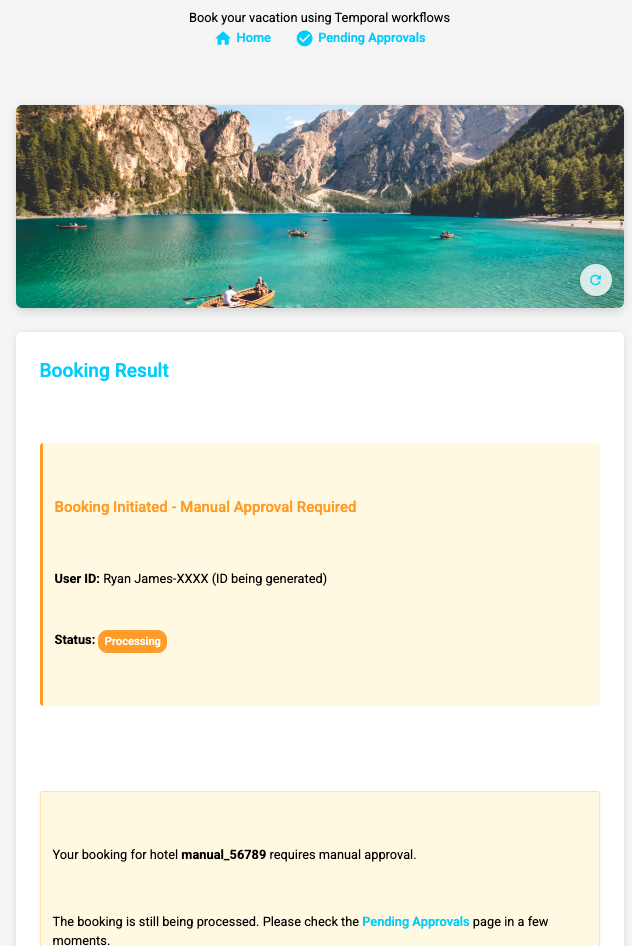 Book your vacation using Temporal workflows
Home Pending Approvals
Booking Result
Booking Initiated - Manual Approval Required
User ID: Ryan James-XXXX (ID being generated)
Status: Processing
Your booking for hotel manual_56789 requires manual approval.
The booking is still being processed. Please check the Pending Approvals page in a few
moments.